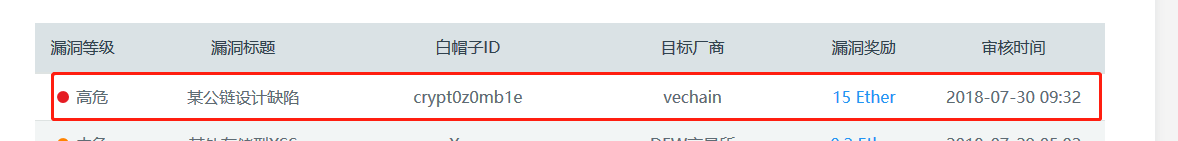 漏洞等级 漏洞标题 白帽子ID 目标厂商 漏洞奖励 审核时间
高危 某公链设计缺陷 crypt0z0mb1e vechain 15 Ether 2018-07-30 09:32